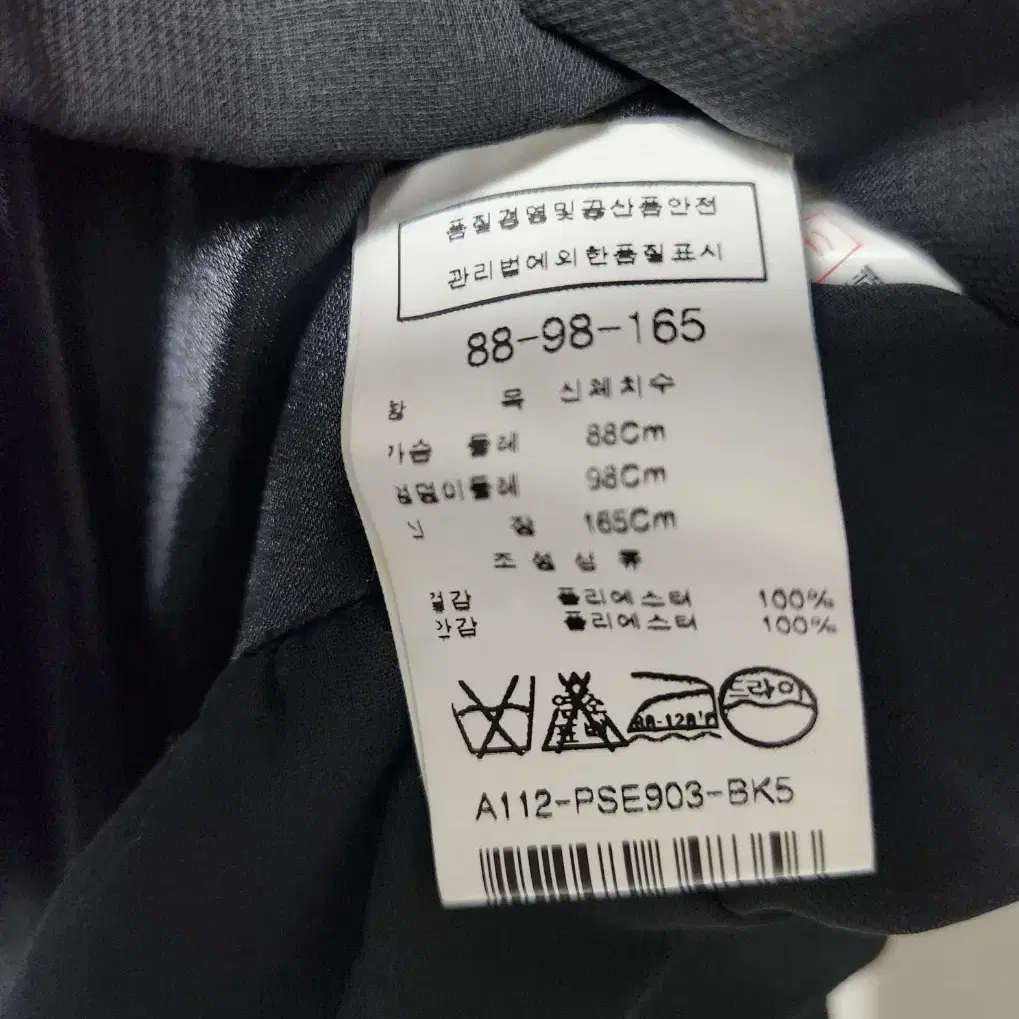 품질경영및공산품안전
관리법에의한품질표시
88-98-165
항 목 신체치수
가슴 둘레 88Cm
엉덩이둘레 98Cm
신 장 165Cm
조 성 섬 유
겉감 폴리에스터 100%
안감 폴리에스터 100%
드라이
A112-PSE903-BK5